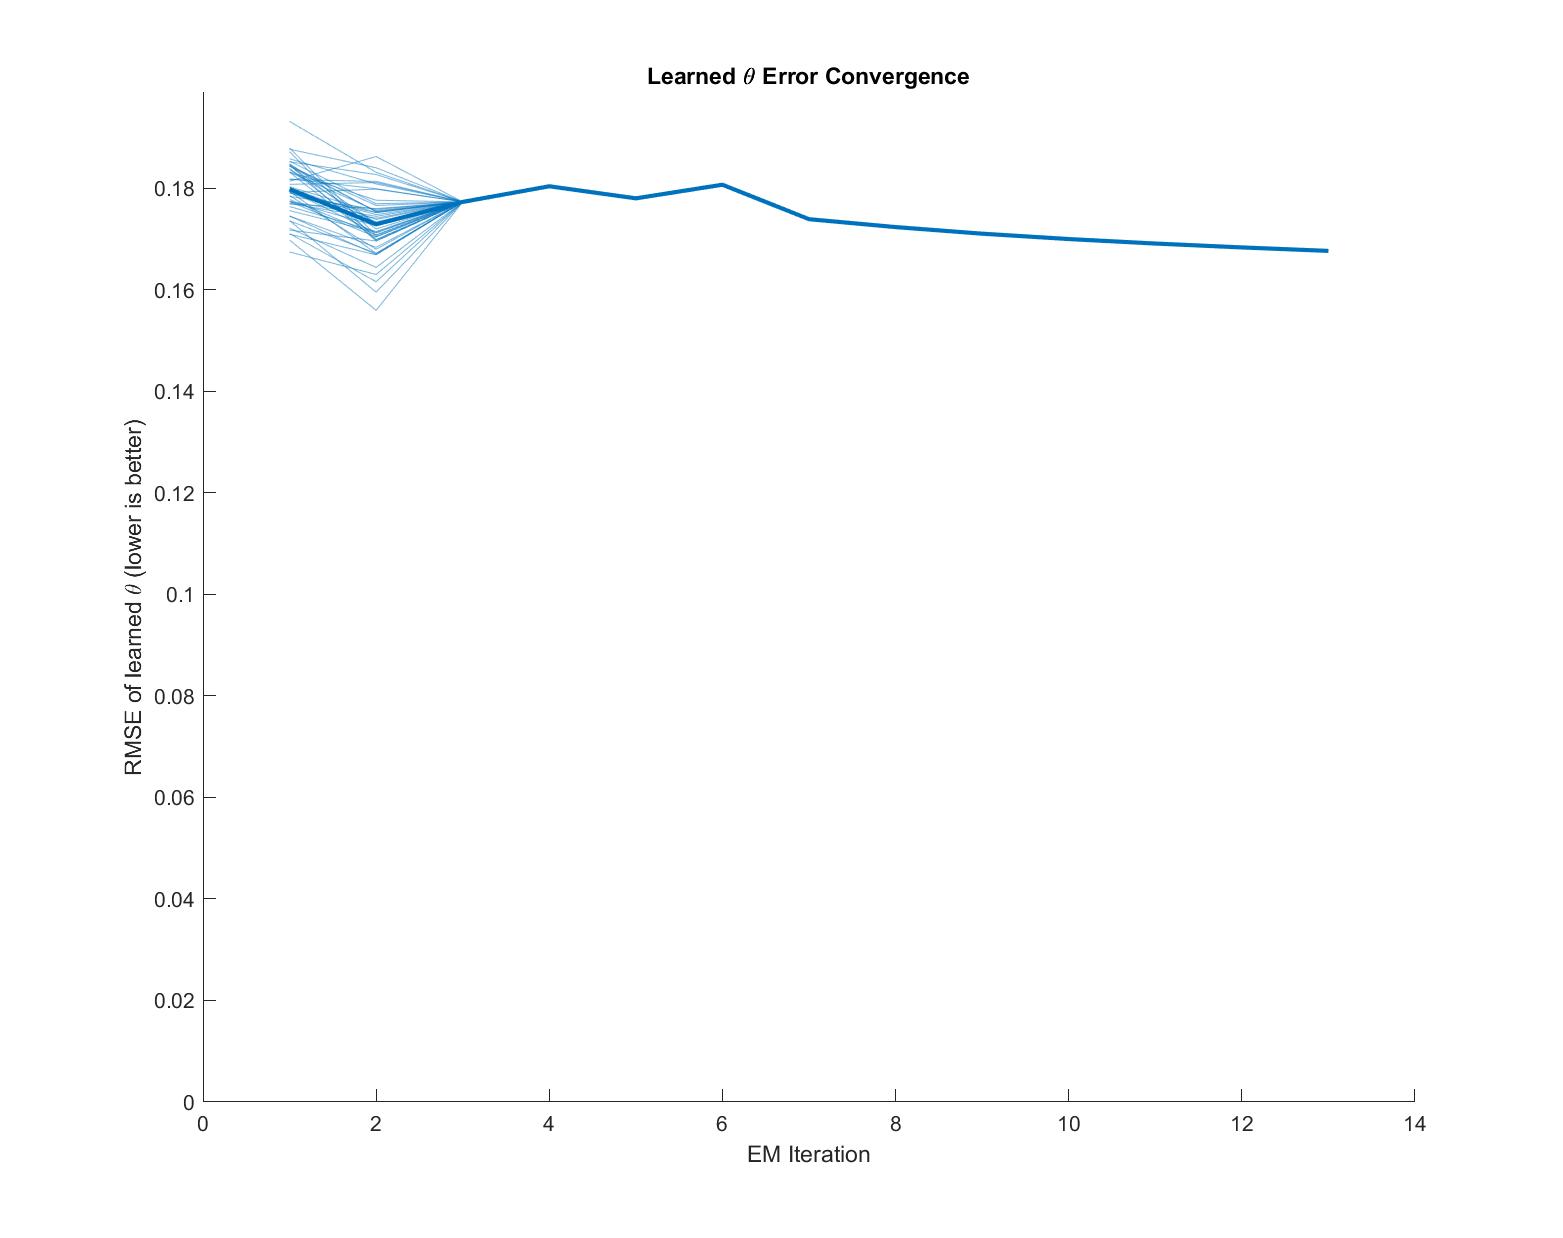 Learned θ Error Convergence
RMSE of learned θ (lower is better)
0.18
0.16
0.14
0.12
0.1
0.08
0.06
0.04
0.02
0
0 2 4 6 8 10 12 14
EM Iteration